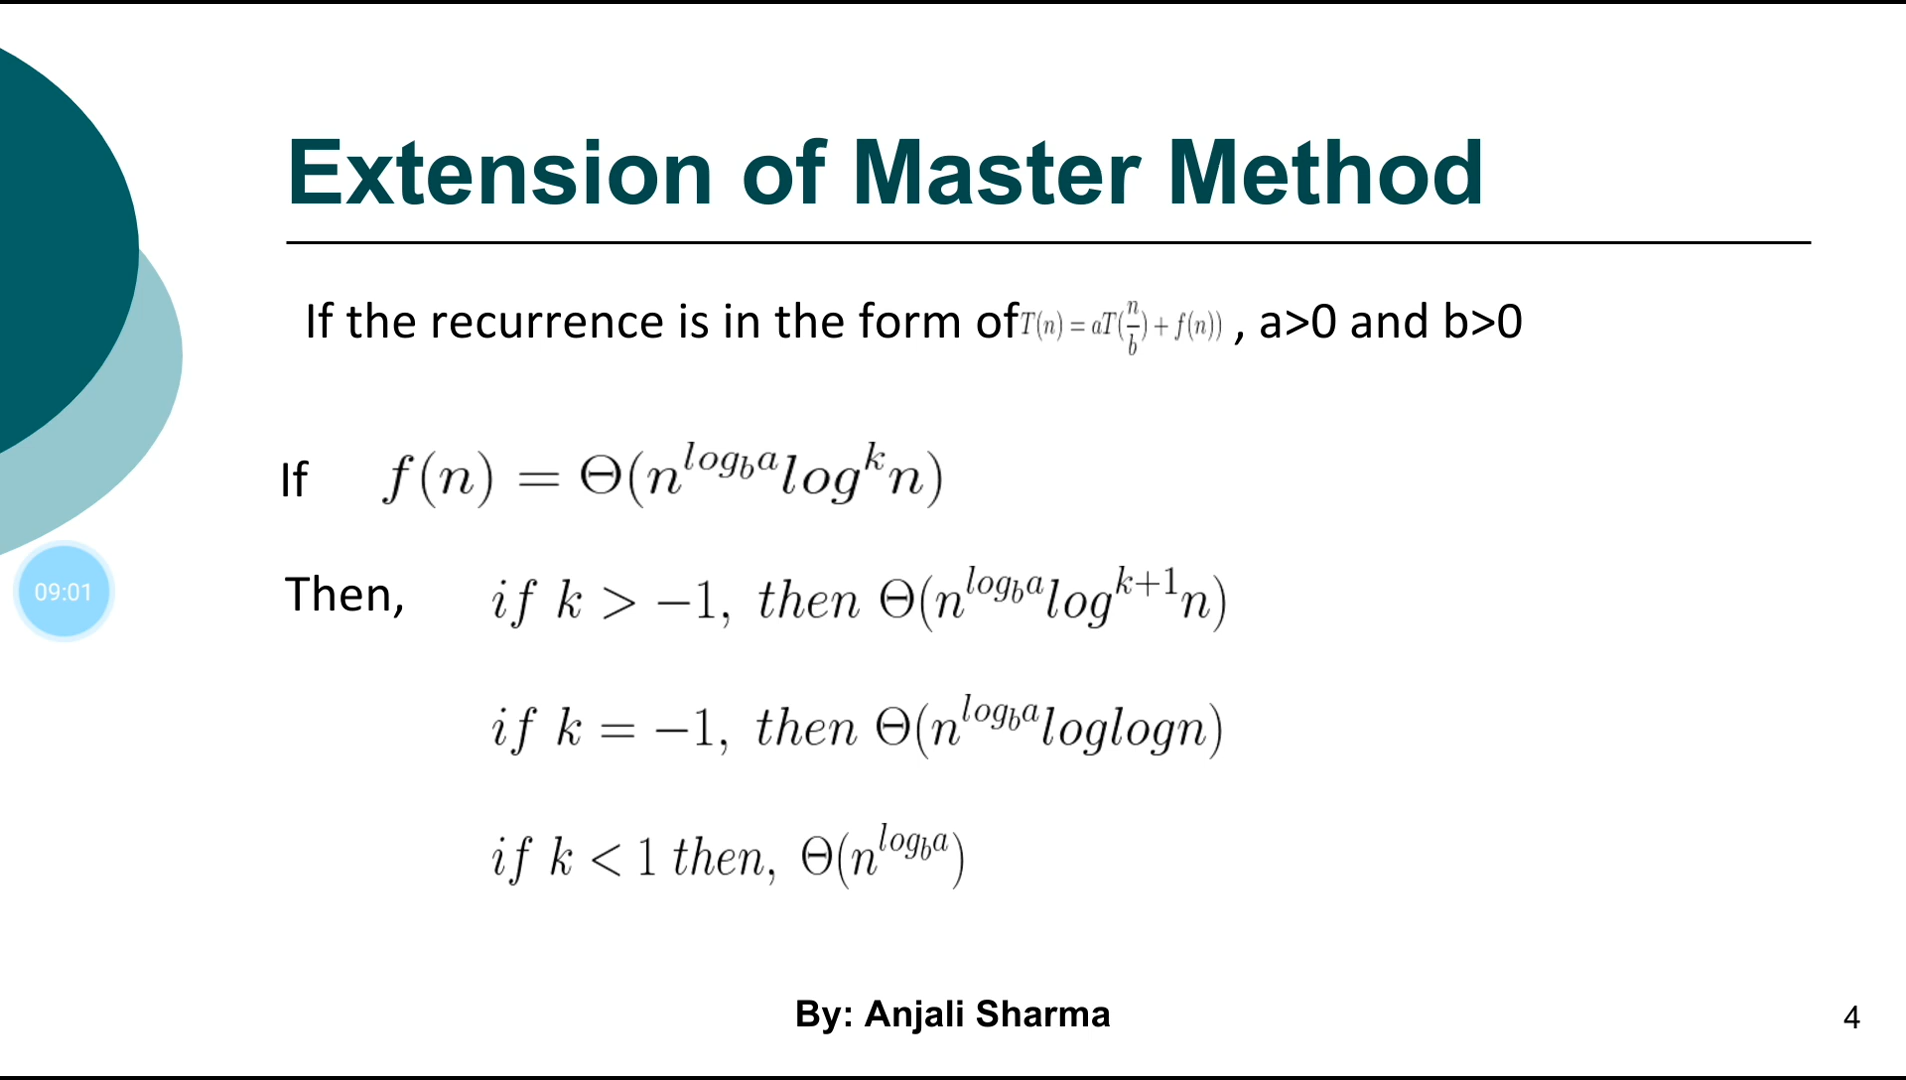 Extension of Master Method
If the recurrence is in the form of T(n) = aT(n/b) + f(n)) , a>0 and b>0
If f(n) = Θ(n^{log_b a} log^k n)
09:01
Then, if k > −1, then Θ(n^{log_b a} log^{k+1} n)
if k = −1, then Θ(n^{log_b a} loglogn)
if k < 1 then, Θ(n^{log_b a})
By: Anjali Sharma
4